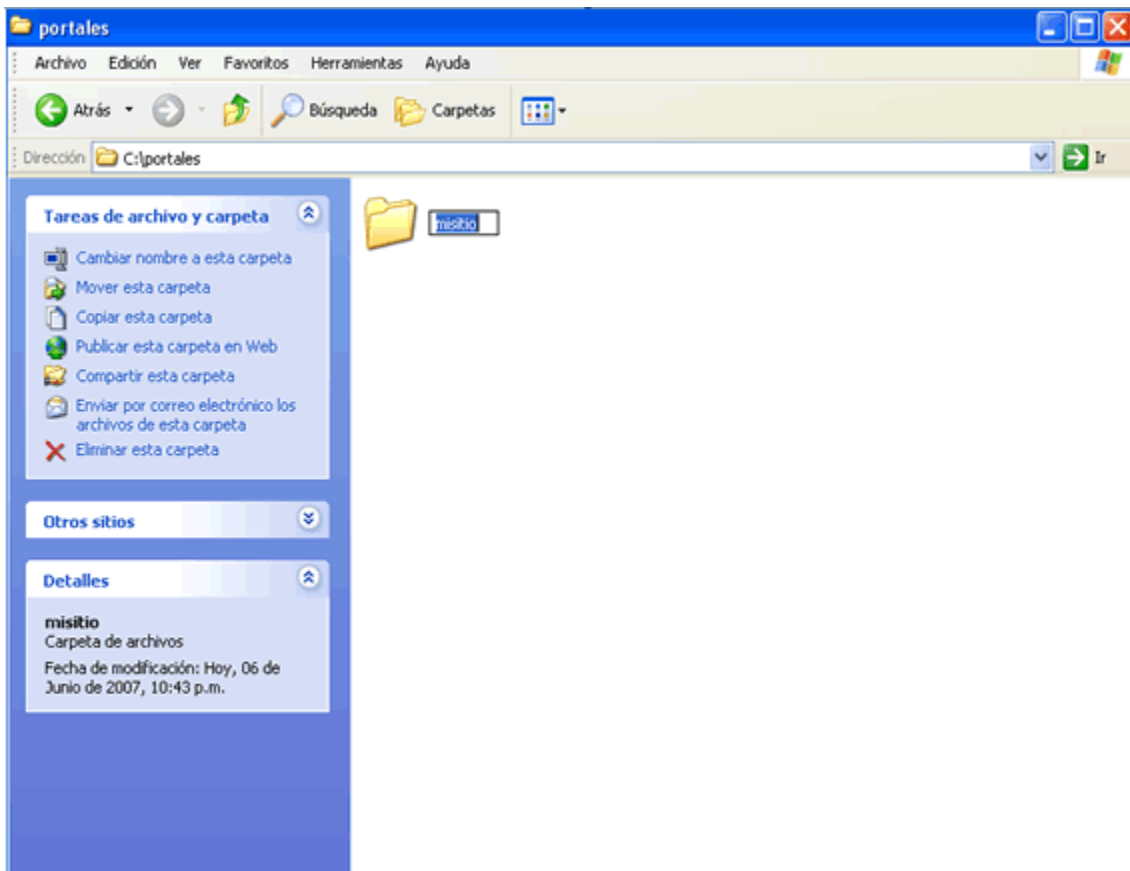 portales
Archivo Edición Ver Favoritos Herramientas Ayuda
Atrás Búsqueda Carpetas
Dirección C:\portales Ir
Tareas de archivo y carpeta
misitio
Cambiar nombre a esta carpeta
Mover esta carpeta
Copiar esta carpeta
Publicar esta carpeta en Web
Compartir esta carpeta
Enviar por correo electrónico los
archivos de esta carpeta
Eliminar esta carpeta
Otros sitios
Detalles
misitio
Carpeta de archivos
Fecha de modificación: Hoy, 06 de
Junio de 2007, 10:43 p.m.